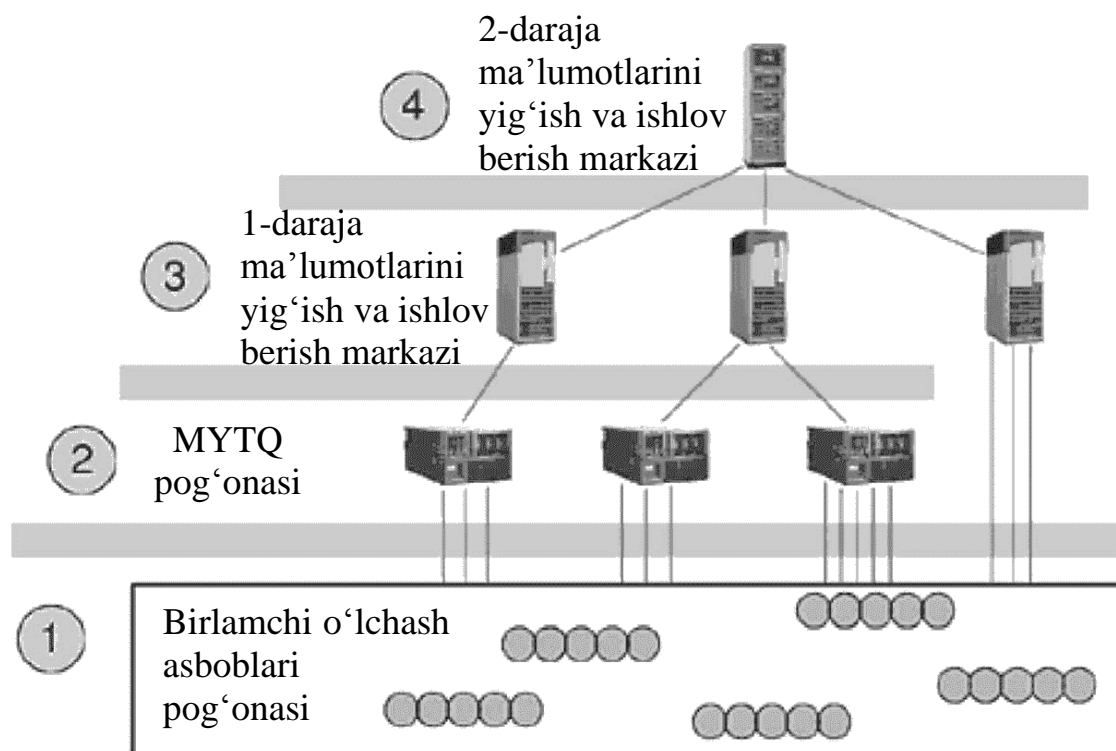 4
2-daraja
ma’lumotlarini
yig‘ish va ishlov
berish markazi
3
1-daraja
ma’lumotlarini
yig‘ish va ishlov
berish markazi
2
MYTQ
pog‘onasi
1
Birlamchi o‘lchash
asboblari
pog‘onasi